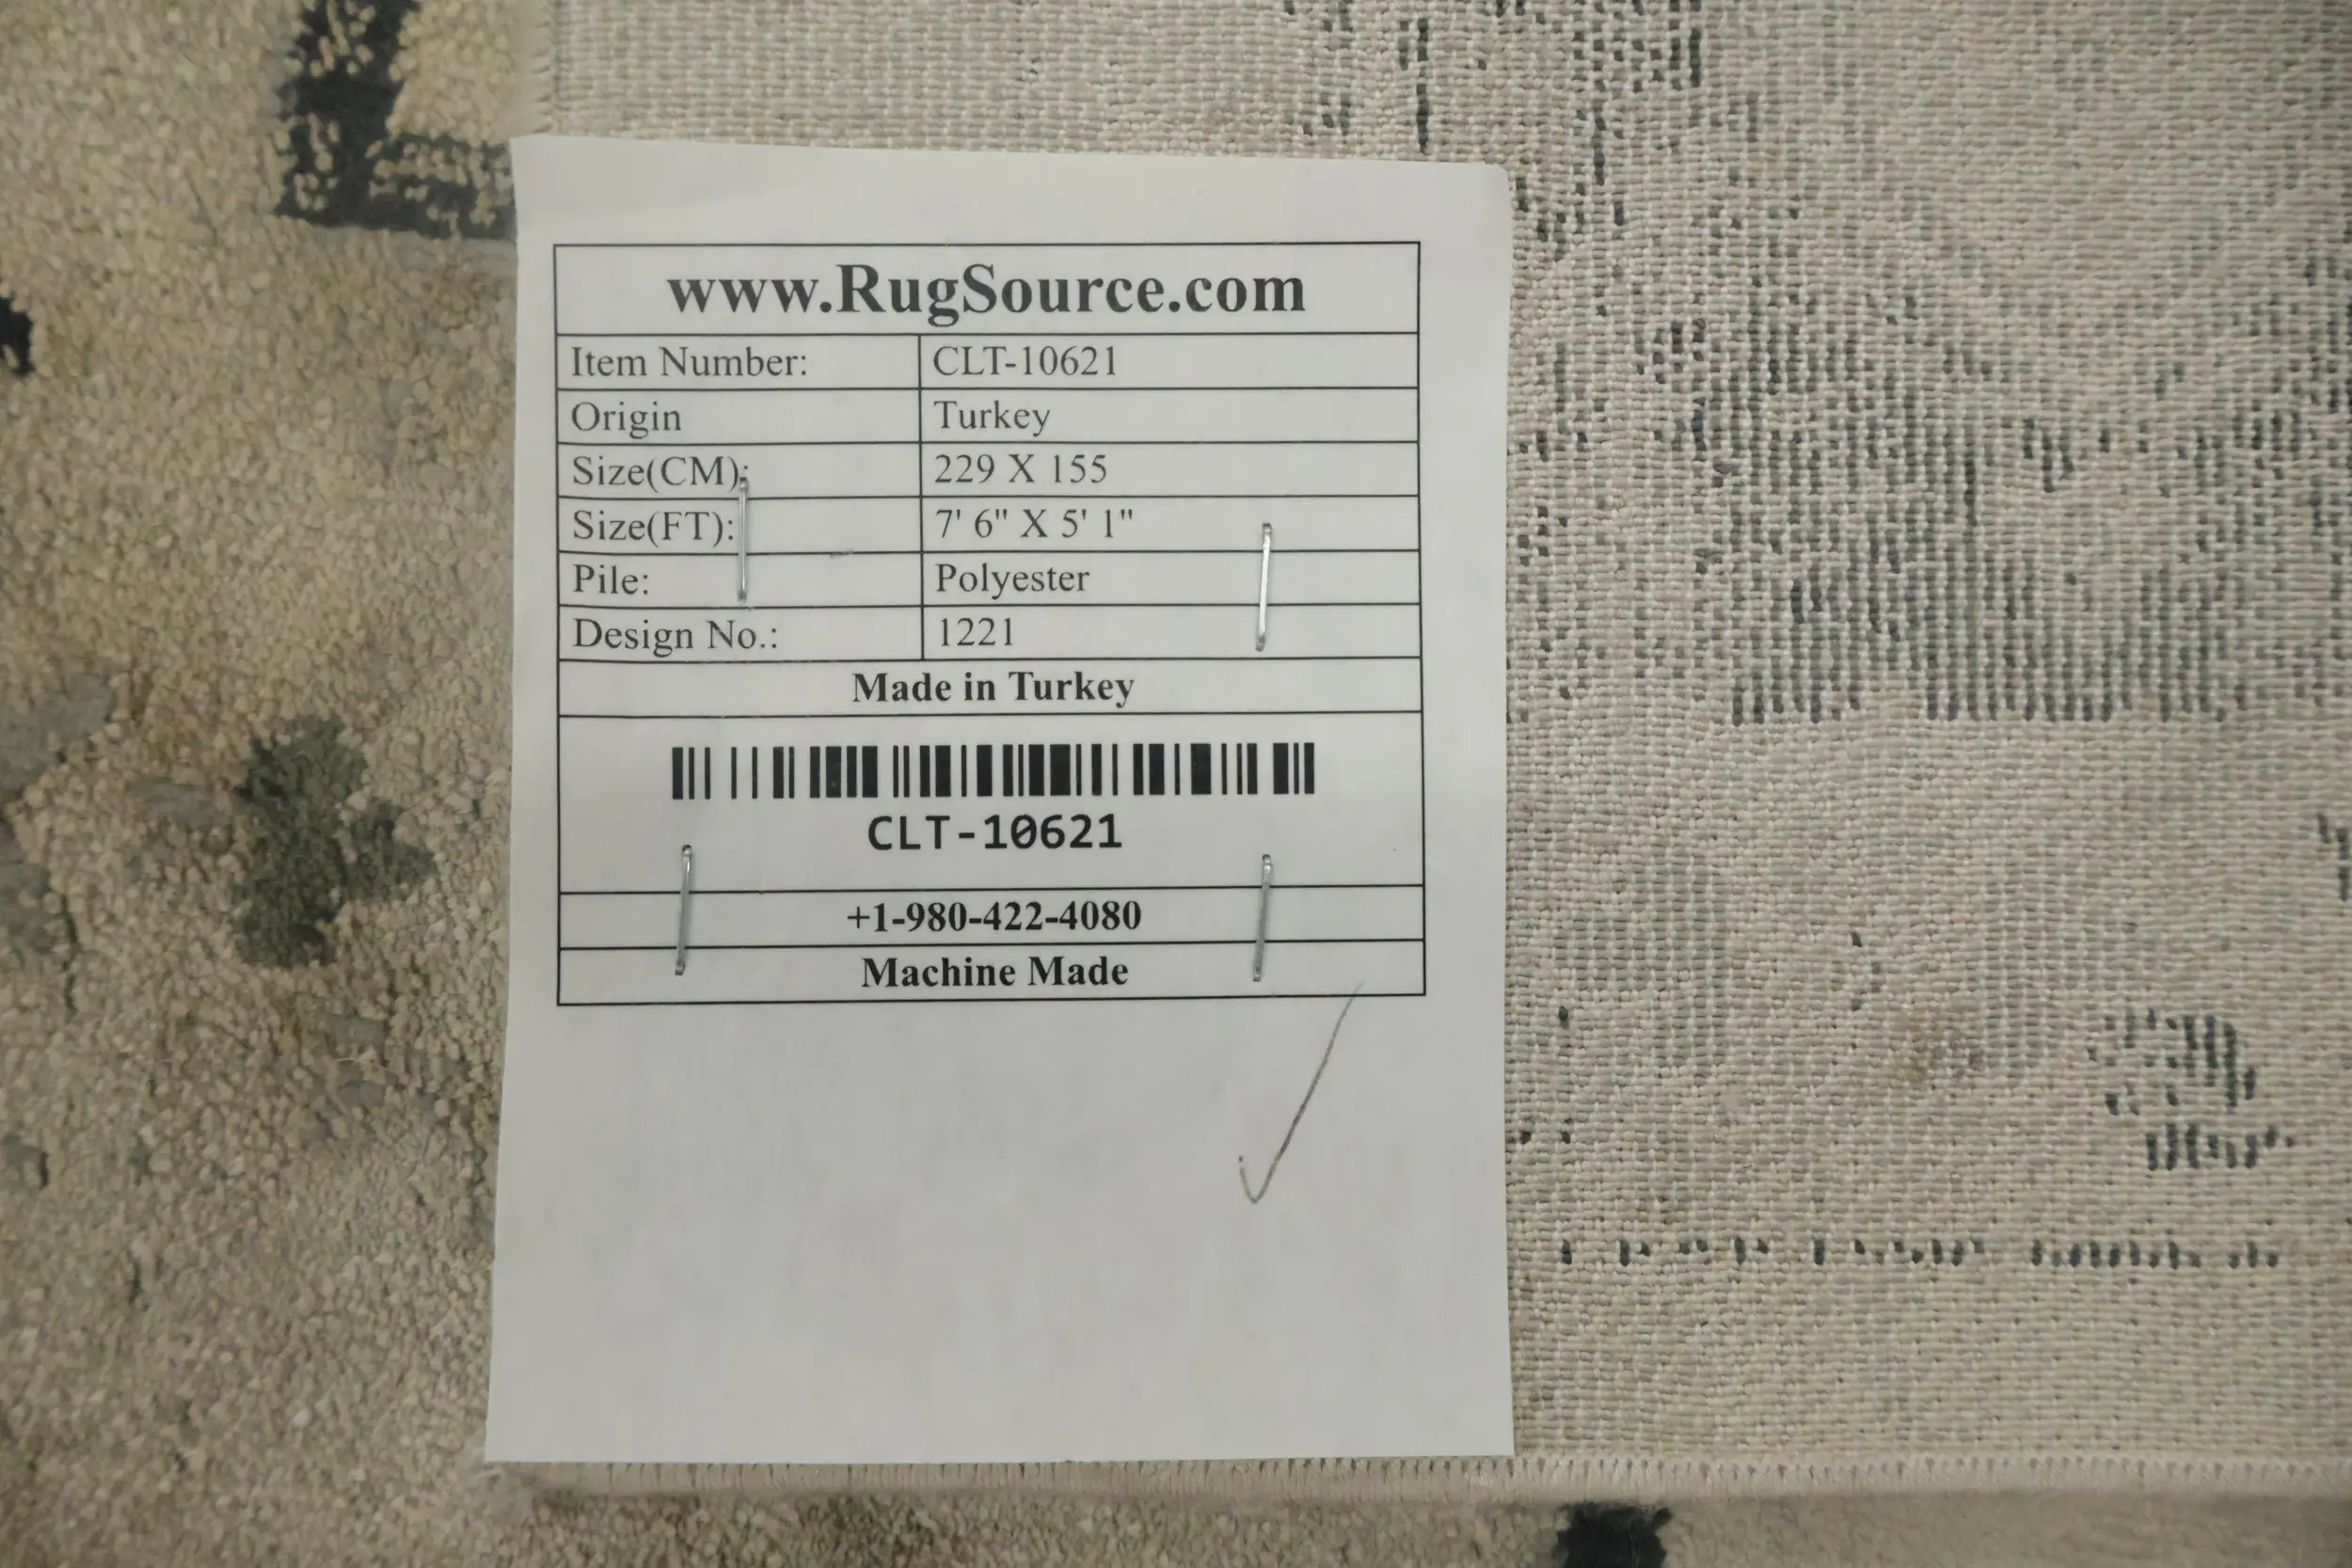 www.RugSource.com
Item Number: CLT-10621
Origin Turkey
Size(CM): 229 X 155
Size(FT): 7' 6" X 5' 1"
Pile: Polyester
Design No.: 1221
Made in Turkey
CLT-10621
+1-980-422-4080
Machine Made